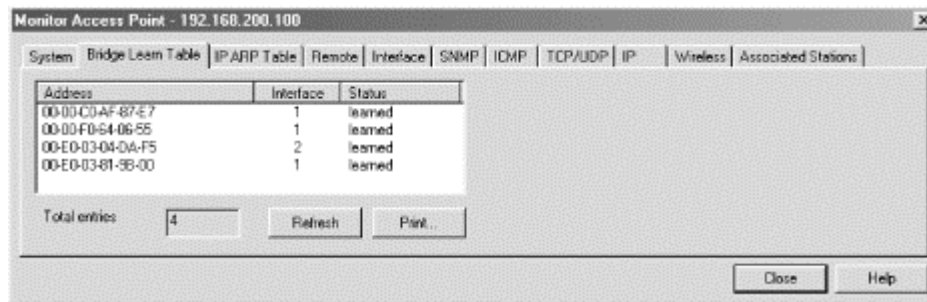 Monitor Access Point - 192.168.200.100
System Bridge Learn Table IP ARP Table Remote Interface SNMP ICMP TCP/UDP IP Wireless Associated Stations
Address Interface Status
00-00-C0-AF-87-E7 1 learned
00-00-F0-64-06-55 1 learned
00-E0-03-04-DA-F5 2 learned
00-E0-03-81-9B-00 1 learned
Total entries 4 Refresh Print...
Close Help